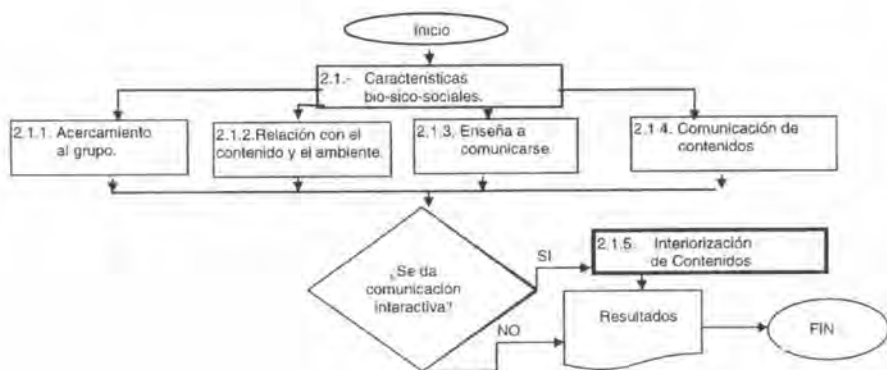 Inicio
2.1.- Características
bio-sico-sociales.
2.1.1. Acercamiento
al grupo.
2.1.2.Relación con el
contenido y el ambiente
2.1.3. Enseña a
comunicarse
2.1.4. Comunicación de
contenidos
¿Se da
comunicación
interactiva?
SI
2.1.5. Interiorización
de Contenidos
NO
Resultados
FIN